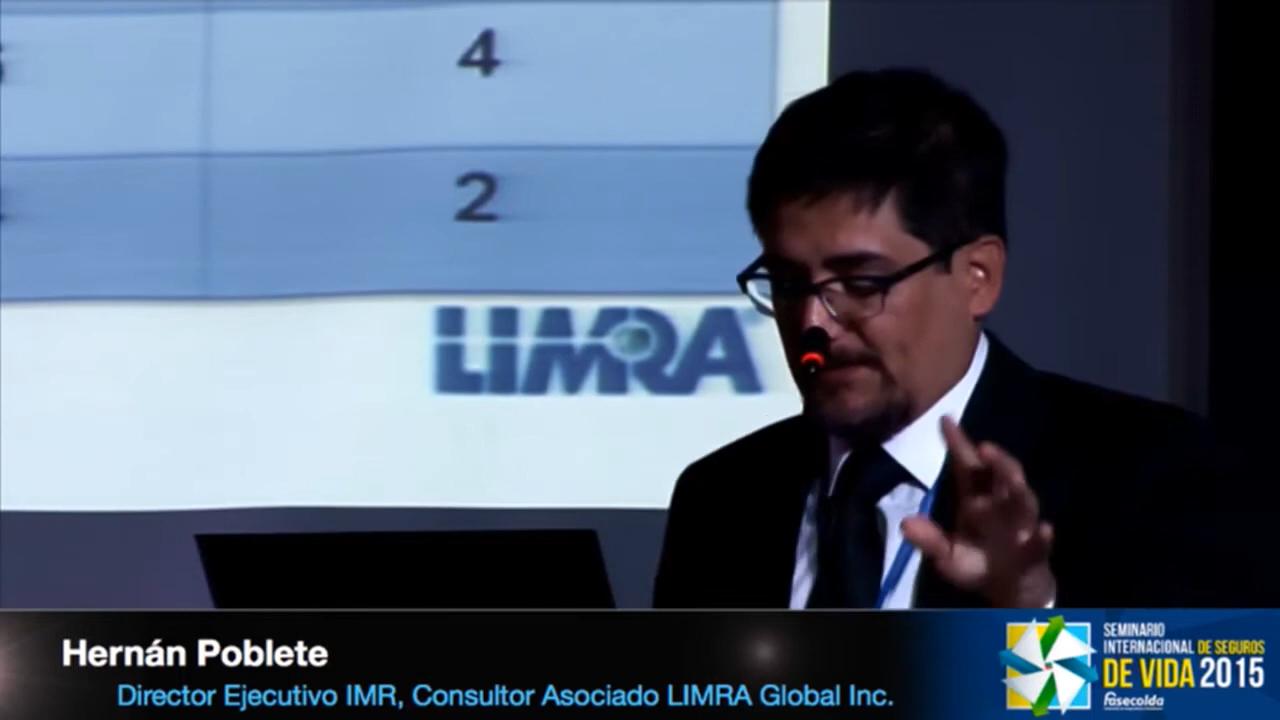 4
2
LIMRA
Hernán Poblete
Director Ejecutivo IMR, Consultor Asociado LIMRA Global Inc.
SEMINARIO
INTERNACIONAL DE SEGUROS
DE VIDA 2015
fasecolda